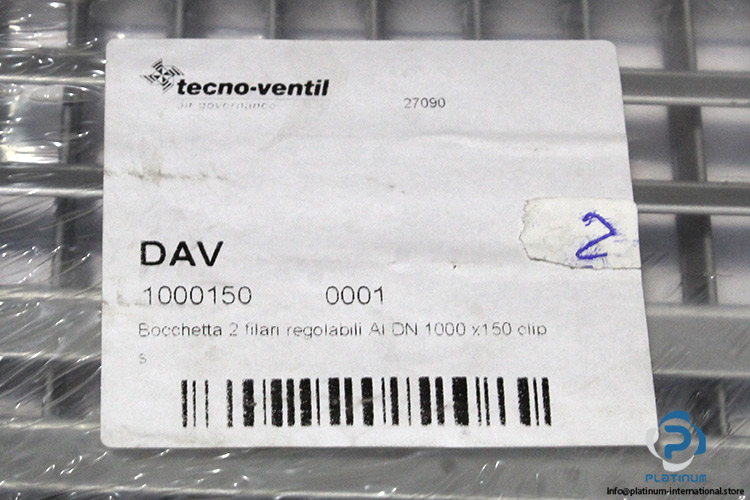 tecno-ventil
air governance
27090
2
DAV
1000150 0001
Bocchetta 2 filari regolabili Al DN 1000 x150 clip
s
PLATINUM
Info@platinum-international.store